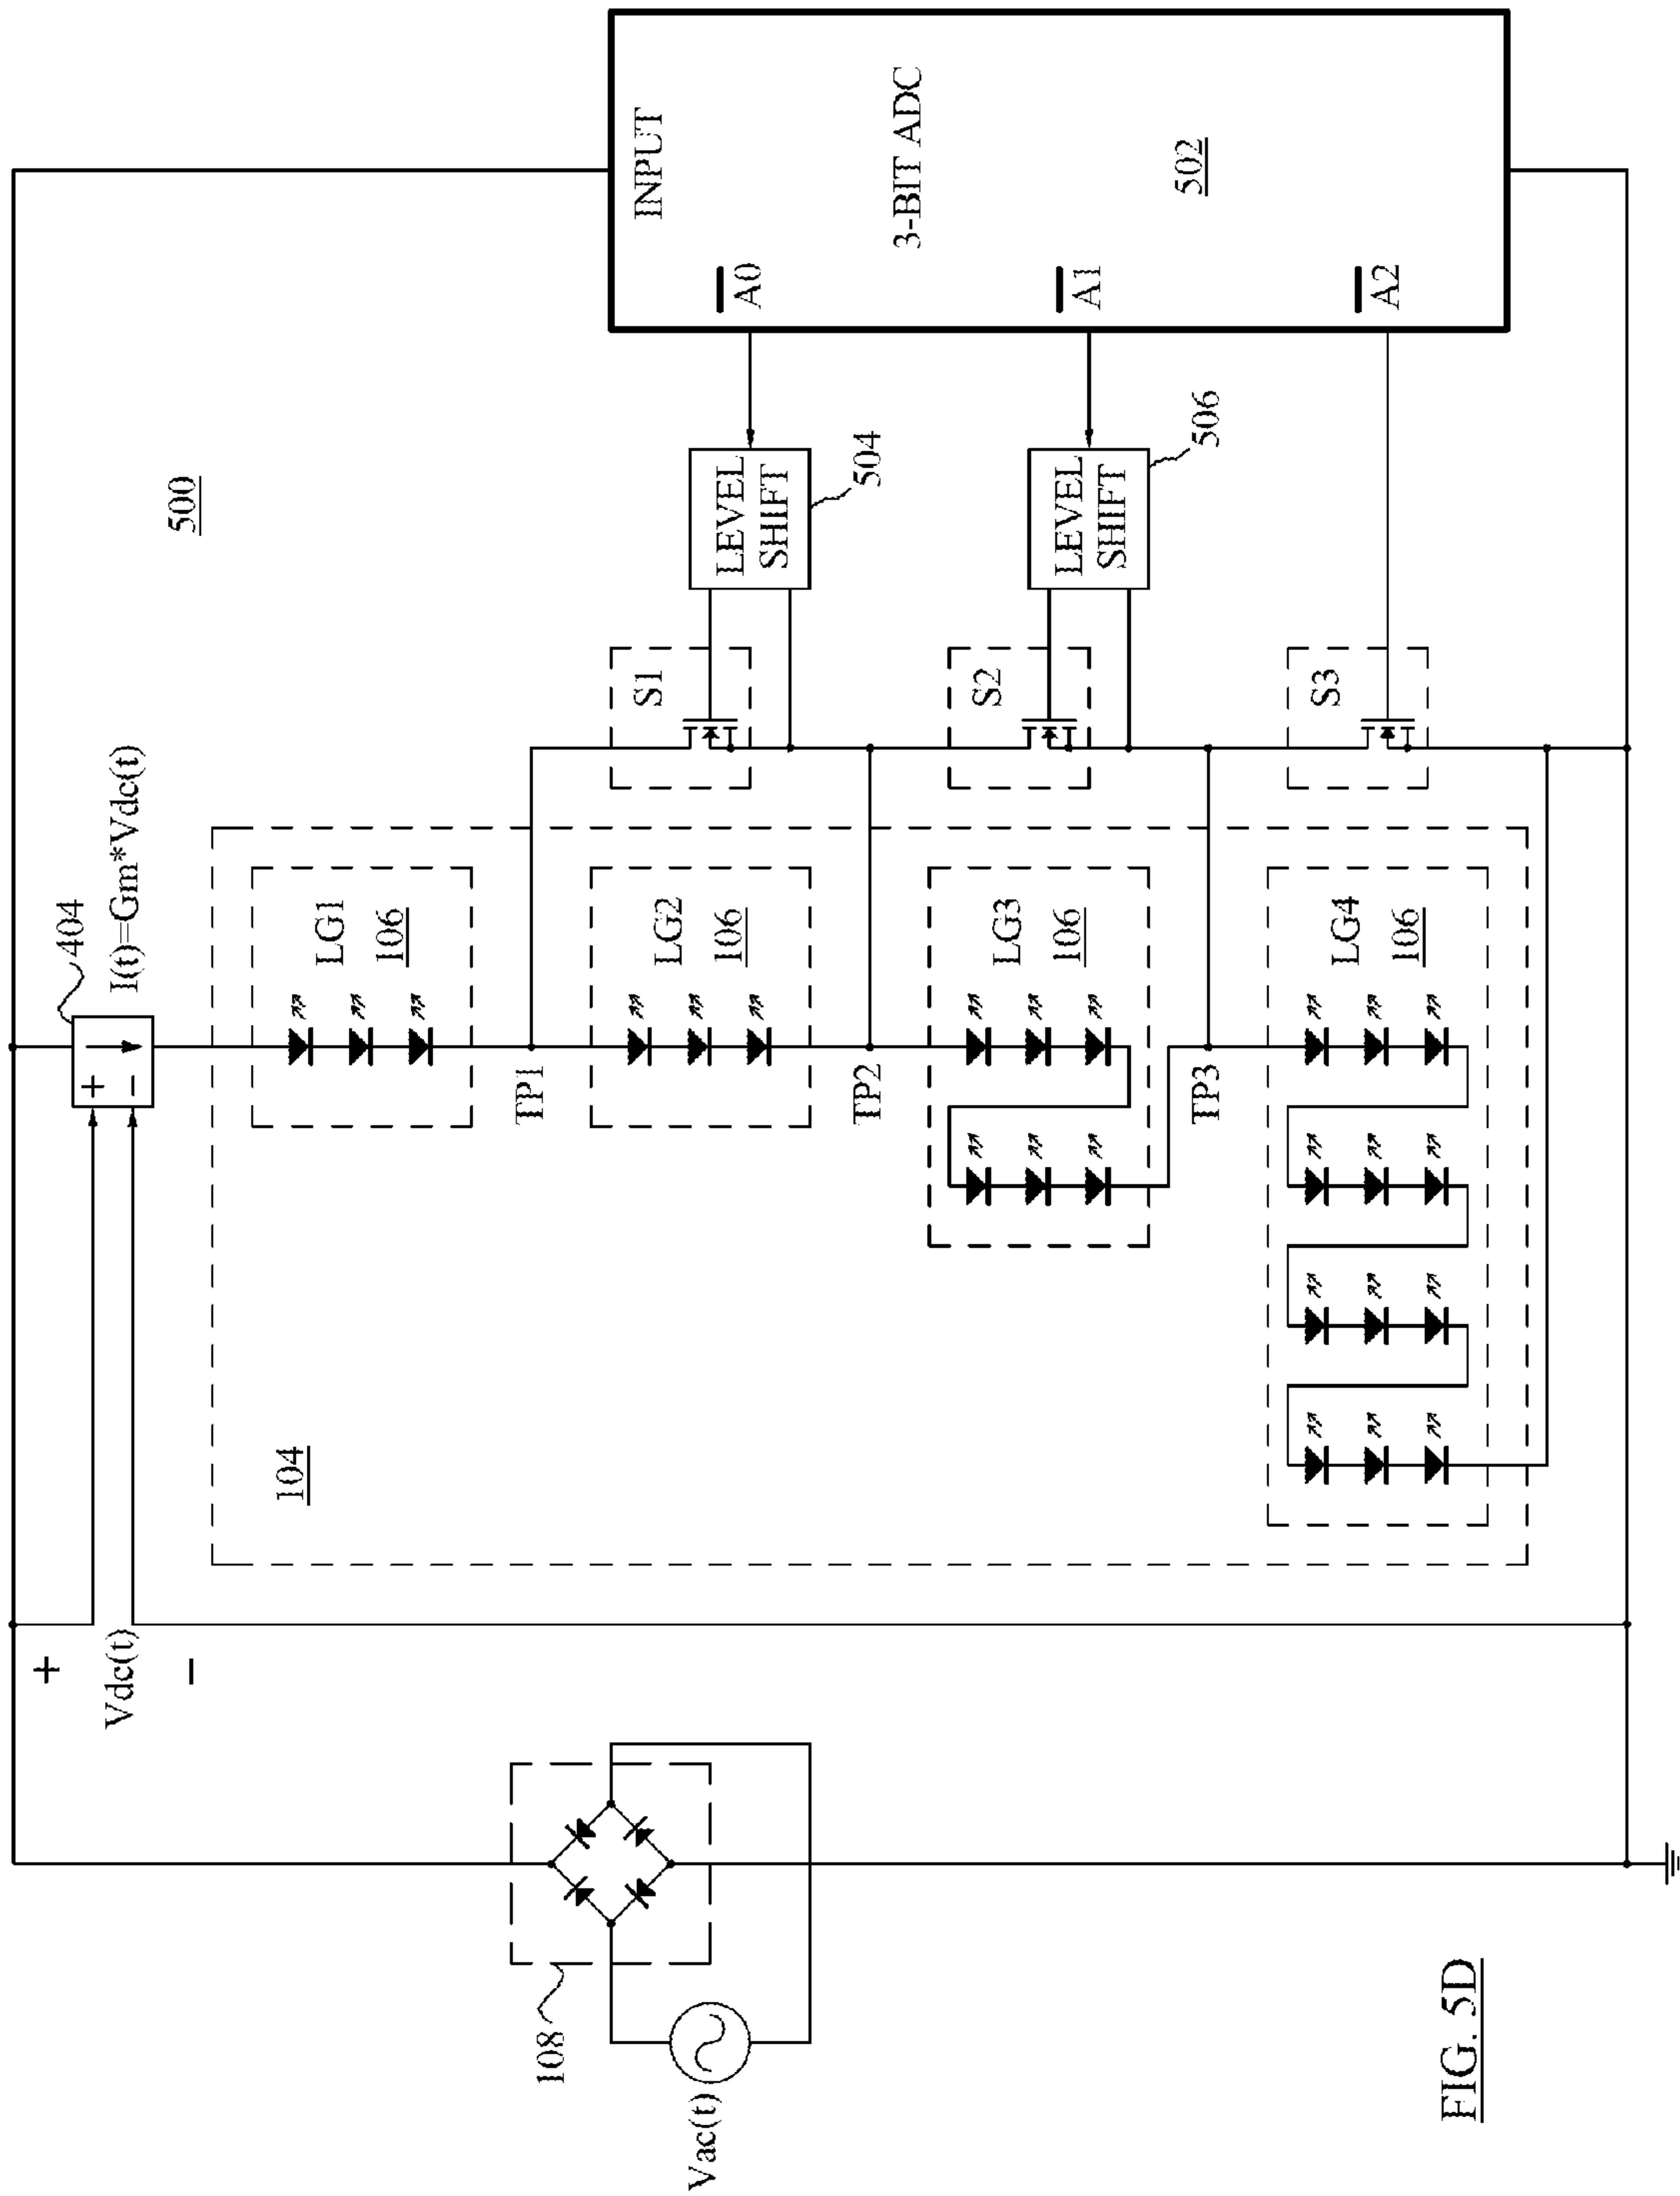 500
404
I(t)=Gm*Vdc(t)
+
−
+
Vdc(t)
−
104
LG1
106
TP1
LG2
106
TP2
LG3
106
TP3
LG4
106
S1
S2
S3
LEVEL
SHIFT
504
LEVEL
SHIFT
506
INPUT
3-BIT ADC
502
A0
A1
A2
108
Vac(t)
FIG. 5D